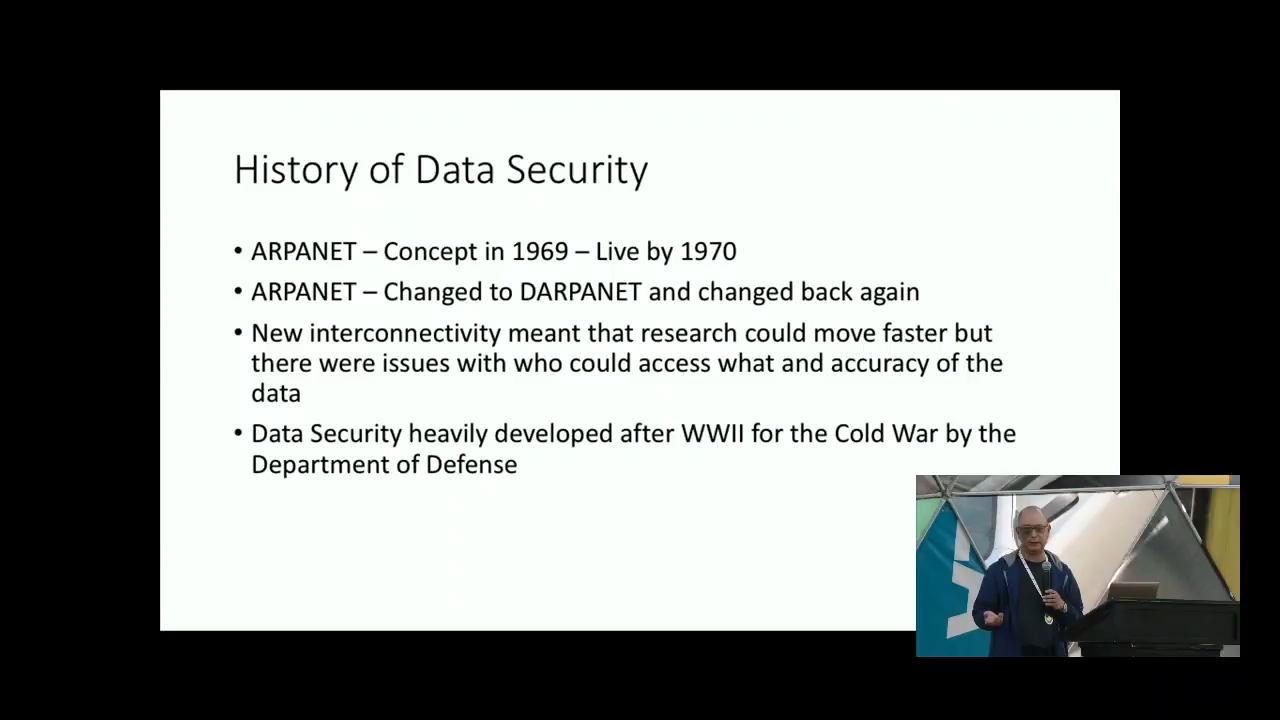 History of Data Security
• ARPANET – Concept in 1969 – Live by 1970
• ARPANET – Changed to DARPANET and changed back again
• New interconnectivity meant that research could move faster but
there were issues with who could access what and accuracy of the
data
• Data Security heavily developed after WWII for the Cold War by the
Department of Defense